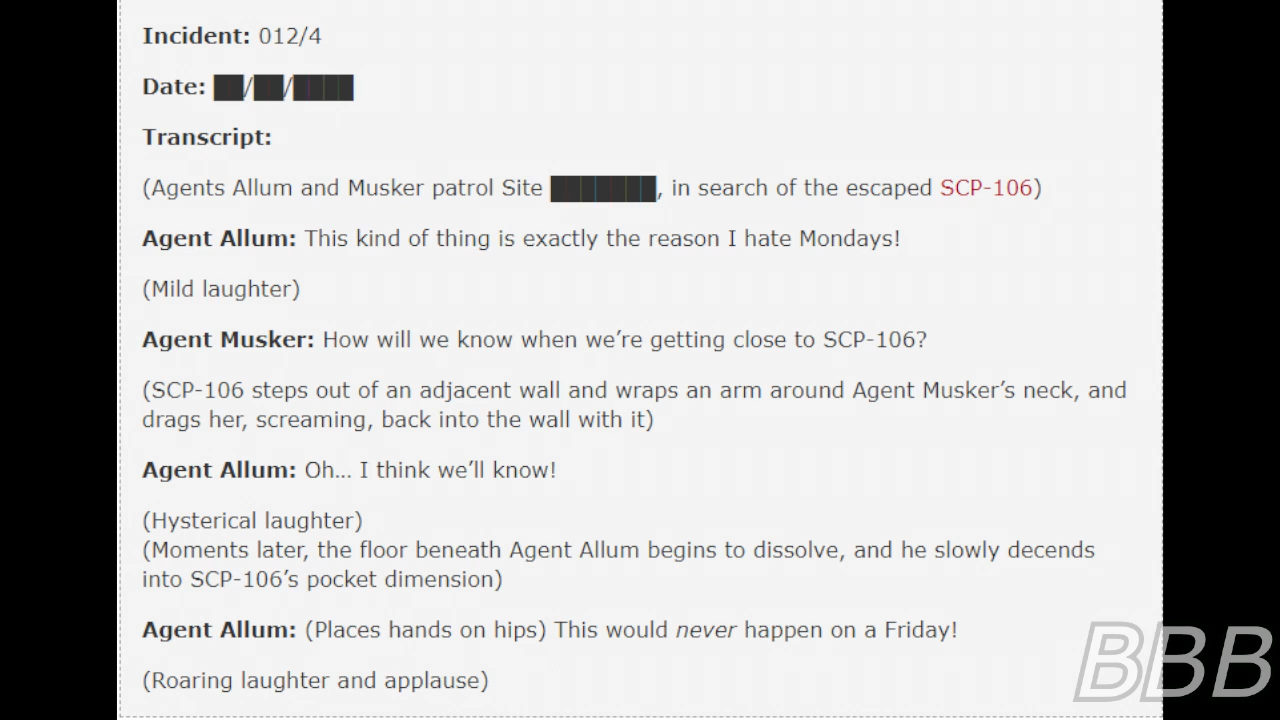 Incident: 012/4
Date: ██/██/████
Transcript:
(Agents Allum and Musker patrol Site ███████, in search of the escaped SCP-106)
Agent Allum: This kind of thing is exactly the reason I hate Mondays!
(Mild laughter)
Agent Musker: How will we know when we’re getting close to SCP-106?
(SCP-106 steps out of an adjacent wall and wraps an arm around Agent Musker’s neck, and
drags her, screaming, back into the wall with it)
Agent Allum: Oh… I think we’ll know!
(Hysterical laughter)
(Moments later, the floor beneath Agent Allum begins to dissolve, and he slowly decends
into SCP-106’s pocket dimension)
Agent Allum: (Places hands on hips) This would never happen on a Friday!
(Roaring laughter and applause)
BBB